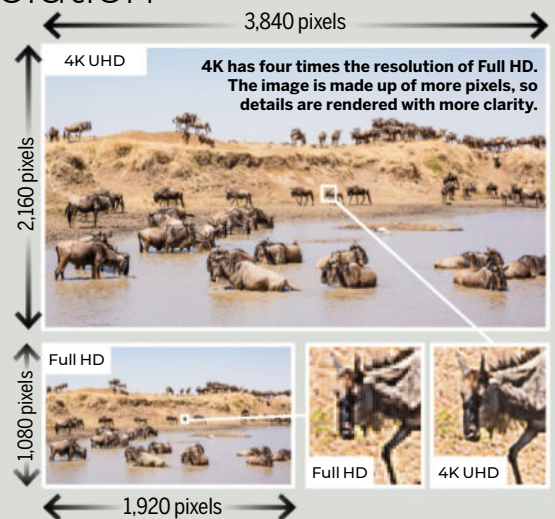 3,840 pixels
4K UHD
4K has four times the resolution of Full HD.
The image is made up of more pixels, so
details are rendered with more clarity.
2,160 pixels
Full HD
1,080 pixels
Full HD
4K UHD
1,920 pixels